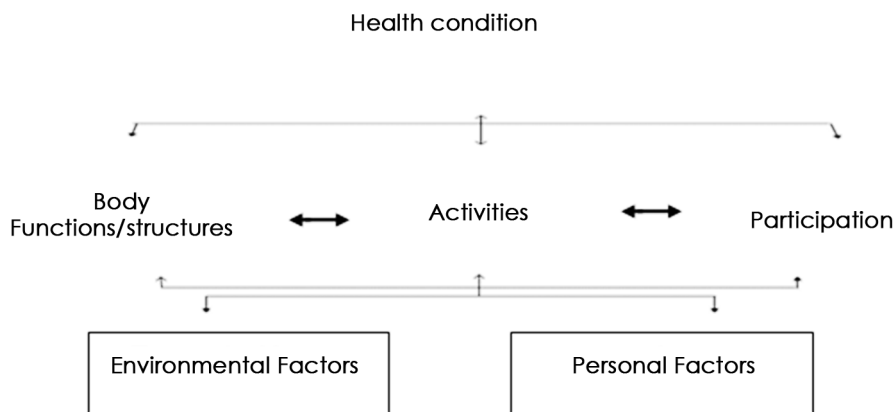 Health condition
Body
Functions/structures
Activities
Participation
Environmental Factors
Personal Factors